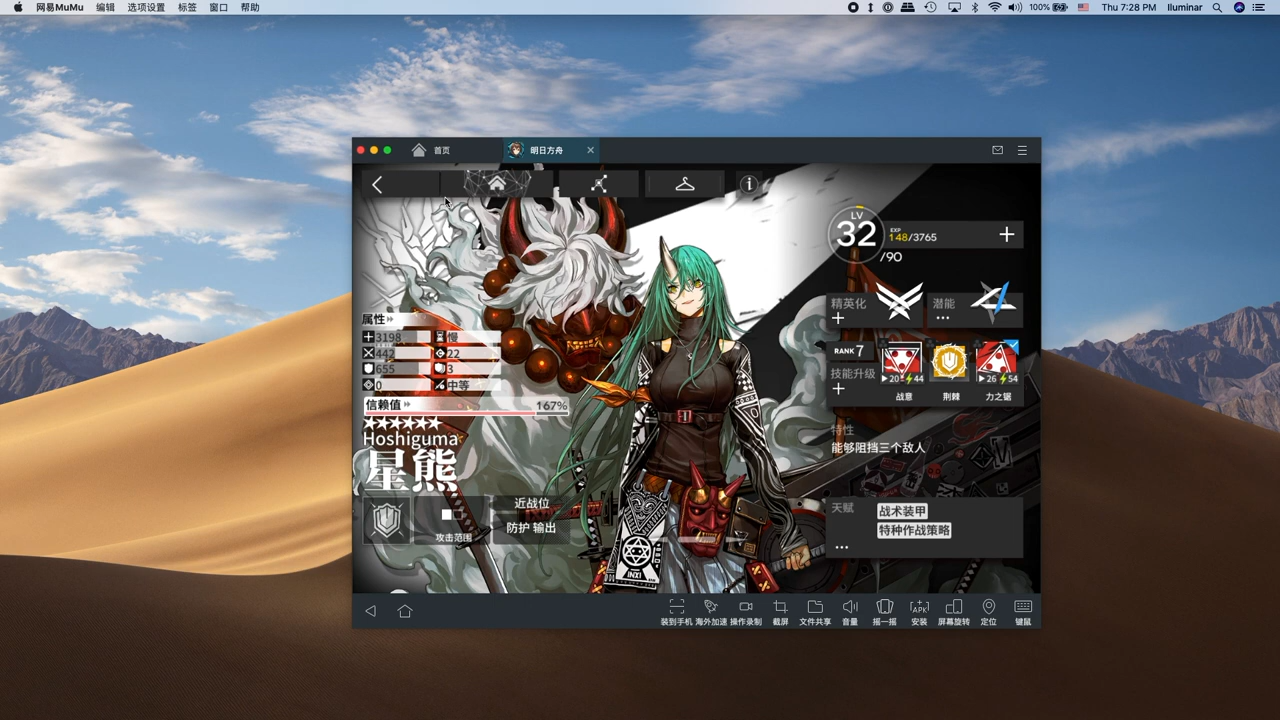 网易MuMu 编辑 选项设置 标签 窗口 帮助
100% Thu 7:28 PM Iluminar
首页 明日方舟
LV
32
/90
EXP
148/3765
精英化
潜能
属性
3198 慢
442 22
655 3
0 中等
信赖值 167%
RANK 7
技能升级
20 44
26 54
战意 荆棘 力之锯
Hoshiguma
星熊
特性
能够阻挡三个敌人
近战位
防护 输出
攻击范围
天赋
战术装甲
特种作战策略
INXI
装到手机 海外加速 操作录制 截屏 文件共享 音量 摇一摇 APK 安装 屏幕旋转 定位 键鼠